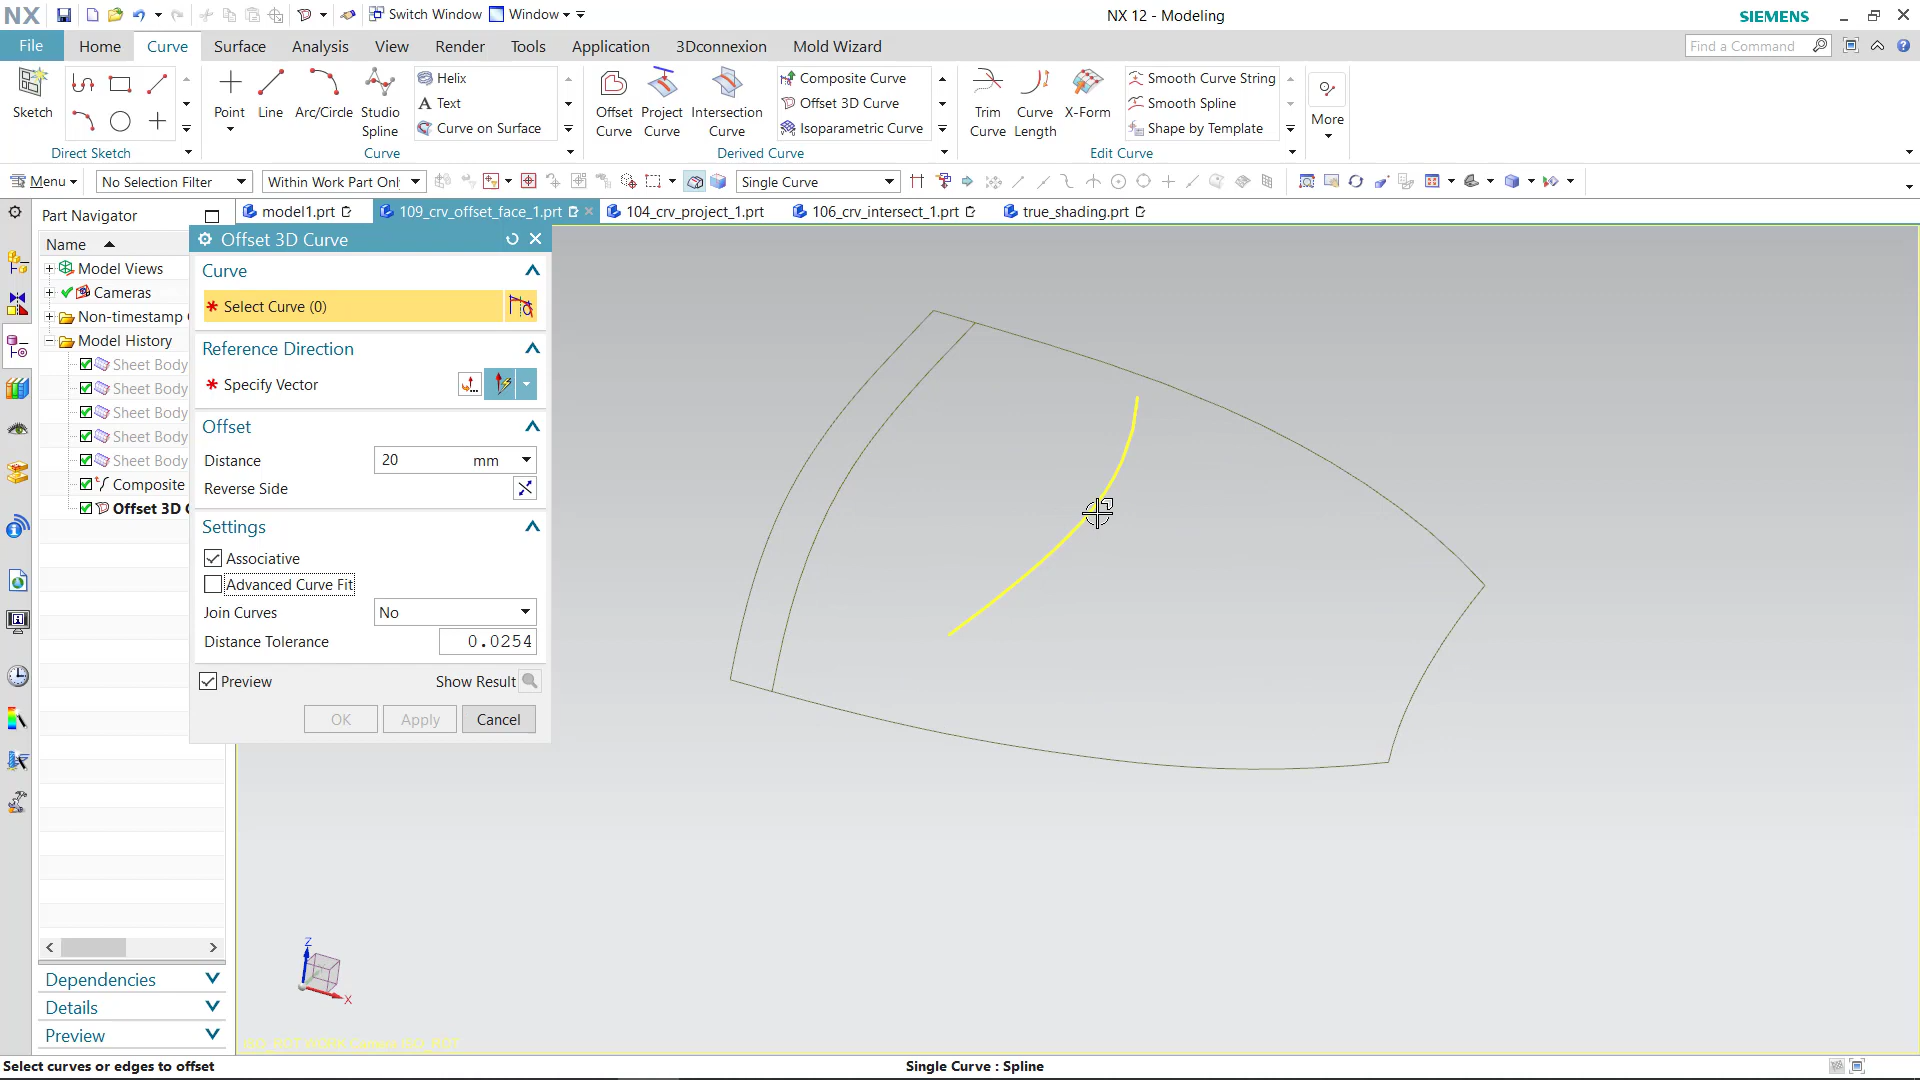 NX Switch Window Window NX 12 - Modeling SIEMENS
File Home Curve Surface Analysis View Render Tools Application 3Dconnexion Mold Wizard Find a Command
Sketch
Direct Sketch
Point Line Arc/Circle Studio Spline
Helix
Text
Curve on Surface
Curve
Offset Curve Project Curve Intersection Curve
Composite Curve
Offset 3D Curve
Isoparametric Curve
Derived Curve
Trim Curve Curve Length X-Form
Smooth Curve String
Smooth Spline
Shape by Template
Edit Curve
More
Menu No Selection Filter Within Work Part Onl Single Curve
Part Navigator model1.prt 109_crv_offset_face_1.prt 104_crv_project_1.prt 106_crv_intersect_1.prt true_shading.prt
Name
Model Views
Cameras
Non-timestamp
Model History
Sheet Body
Sheet Body
Sheet Body
Sheet Body
Sheet Body
Composite
Offset 3D C
Dependencies
Details
Preview
Offset 3D Curve
Curve
* Select Curve (0)
Reference Direction
* Specify Vector
Offset
Distance 20 mm
Reverse Side
Settings
Associative
Advanced Curve Fit
Join Curves No
Distance Tolerance 0.0254
Preview Show Result
OK Apply Cancel
Z
X
Select curves or edges to offset Single Curve : Spline